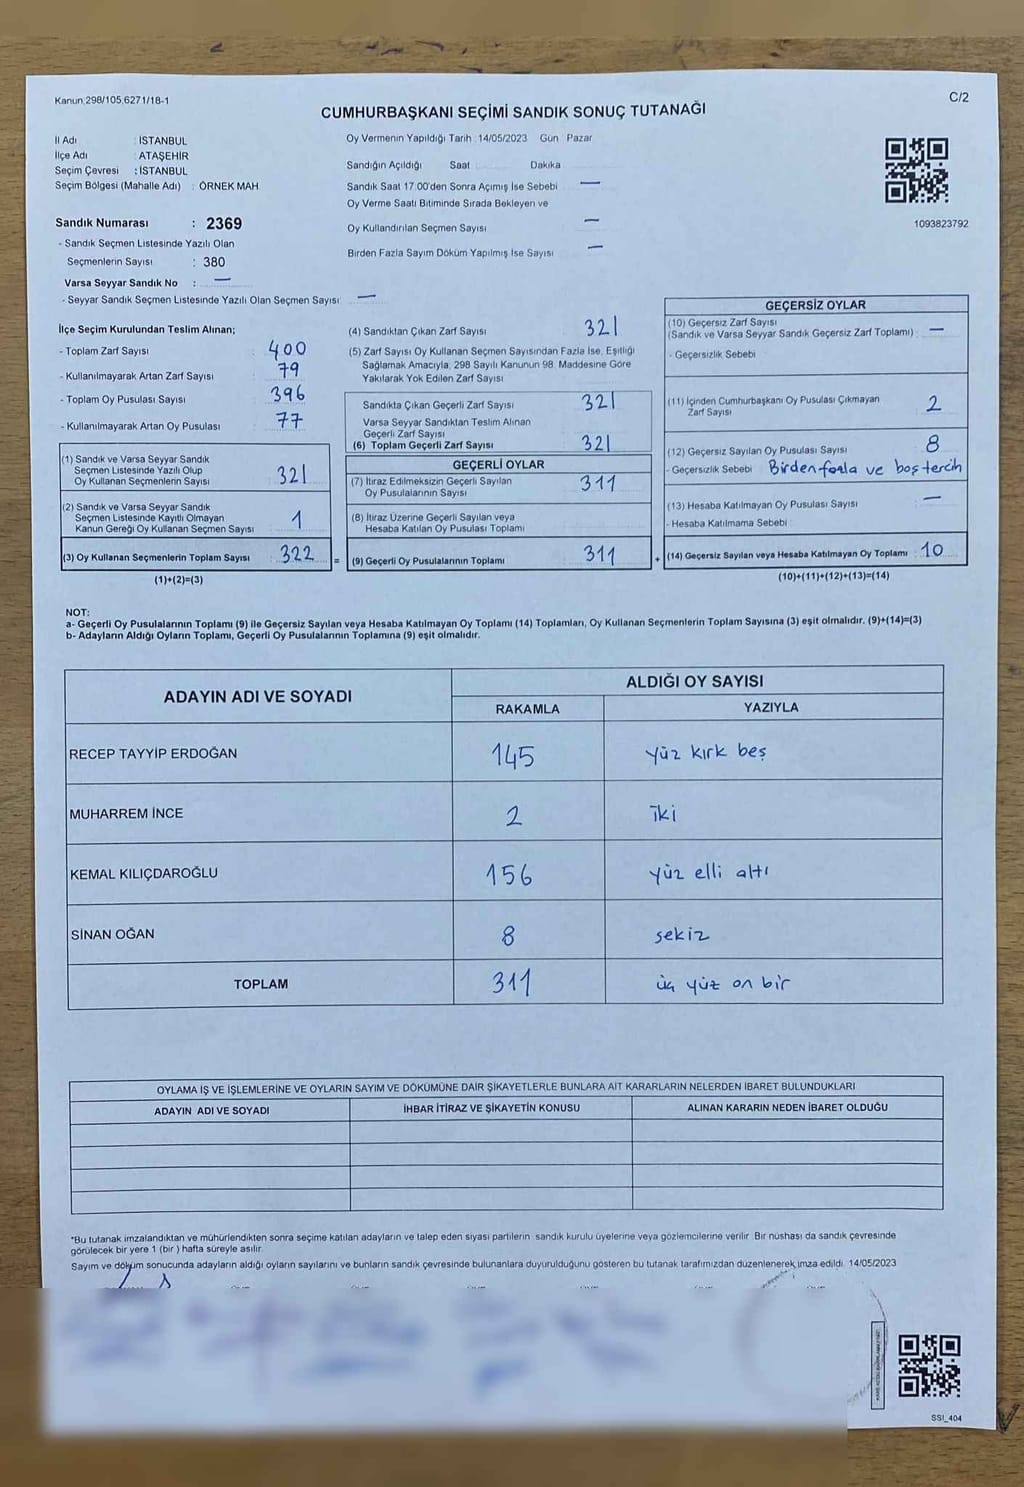 Kanun,298/105,6271/18-1
C/2
CUMHURBAŞKANI SEÇİMİ SANDIK SONUÇ TUTANAĞI
İl Adı : İSTANBUL
İlçe Adı : ATAŞEHİR
Seçim Çevresi : İSTANBUL
Seçim Bölgesi (Mahalle Adı) : ÖRNEK MAH.
Oy Vermenin Yapıldığı Tarih : 14/05/2023 Gün : Pazar
Sandığın Açıldığı Saat Dakika
Sandık Saat 17.00'den Sonra Açımış İse Sebebi —
Oy Verme Saati Bitiminde Sırada Bekleyen ve
Oy Kullandırılan Seçmen Sayısı —
Birden Fazla Sayım Döküm Yapılmış İse Sayısı —
1093823792
Sandık Numarası : 2369
- Sandık Seçmen Listesinde Yazılı Olan
Seçmenlerin Sayısı : 380
Varsa Seyyar Sandık No : —
- Seyyar Sandık Seçmen Listesinde Yazılı Olan Seçmen Sayısı: —
İlçe Seçim Kurulundan Teslim Alınan;
- Toplam Zarf Sayısı : 400
- Kullanılmayarak Artan Zarf Sayısı : 79
- Toplam Oy Pusulası Sayısı : 396
- Kullanılmayarak Artan Oy Pusulası : 77
(1) Sandık ve Varsa Seyyar Sandık
Seçmen Listesinde Yazılı Olup
Oy Kullanan Seçmenlerin Sayısı : 321
(2) Sandık ve Varsa Seyyar Sandık
Seçmen Listesinde Kayıtlı Olmayan
Kanun Gereği Oy Kullanan Seçmen Sayısı : 1
(3) Oy Kullanan Seçmenlerin Toplam Sayısı : 322 =
(1)+(2)=(3)
(4) Sandıktan Çıkan Zarf Sayısı : 321
(5) Zarf Sayısı Oy Kullanan Seçmen Sayısından Fazla İse, Eşitliği
Sağlamak Amacıyla, 298 Sayılı Kanunun 98. Maddesine Göre
Yakılarak Yok Edilen Zarf Sayısı
Sandıkta Çıkan Geçerli Zarf Sayısı : 321
Varsa Seyyar Sandıktan Teslim Alınan
Geçerli Zarf Sayısı
(6) Toplam Geçerli Zarf Sayısı : 321
GEÇERLİ OYLAR
(7) İtiraz Edilmeksizin Geçerli Sayılan
Oy Pusulalarının Sayısı : 311
(8) İtiraz Üzerine Geçerli Sayılan veya
Hesaba Katılan Oy Pusulası Toplamı
(9) Geçerli Oy Pusulalarının Toplamı : 311 +
GEÇERSİZ OYLAR
(10) Geçersiz Zarf Sayısı
(Sandık ve Varsa Seyyar Sandık Geçersiz Zarf Toplamı) : —
- Geçersizlik Sebebi
(11) İçinden Cumhurbaşkanı Oy Pusulası Çıkmayan
Zarf Sayısı : 2
(12) Geçersiz Sayılan Oy Pusulası Sayısı : 8
- Geçersizlik Sebebi : Birden fazla ve boş tercih
(13) Hesaba Katılmayan Oy Pusulası Sayısı : —
- Hesaba Katılmama Sebebi
(14) Geçersiz Sayılan veya Hesaba Katılmayan Oy Toplamı : 10
(10)+(11)+(12)+(13)=(14)
NOT:
a- Geçerli Oy Pusulalarının Toplamı (9) ile Geçersiz Sayılan veya Hesaba Katılmayan Oy Toplamı (14) Toplamları, Oy Kullanan Seçmenlerin Toplam Sayısına (3) eşit olmalıdır. (9)+(14)=(3)
b- Adayların Aldığı Oyların Toplamı, Geçerli Oy Pusulalarının Toplamına (9) eşit olmalıdır.
ADAYIN ADI VE SOYADI
ALDIĞI OY SAYISI
RAKAMLA YAZIYLA
RECEP TAYYİP ERDOĞAN 145 yüz kırk beş
MUHARREM İNCE 2 iki
KEMAL KILIÇDAROĞLU 156 yüz elli altı
SİNAN OĞAN 8 sekiz
TOPLAM 311 üç yüz on bir
OYLAMA İŞ VE İŞLEMLERİNE VE OYLARIN SAYIM VE DÖKÜMÜNE DAİR ŞİKAYETLERLE BUNLARA AİT KARARLARIN NELERDEN İBARET BULUNDUKLARI
ADAYIN ADI VE SOYADI İHBAR İTİRAZ VE ŞİKAYETİN KONUSU ALINAN KARARIN NEDEN İBARET OLDUĞU
*Bu tutanak imzalandıktan ve mühürlendikten sonra seçime katılan adayların ve talep eden siyasi partilerin sandık kurulu üyelerine veya gözlemcilerine verilir. Bir nüshası da sandık çevresinde
görülecek bir yere 1 (bir) hafta süreyle asılır.
Sayım ve döküm sonucunda adayların aldığı oyların sayılarını ve bunların sandık çevresinde bulunanlara duyurulduğunu gösteren bu tutanak tarafımızdan düzenlenerek imza edildi. 14/05/2023
SSI_404